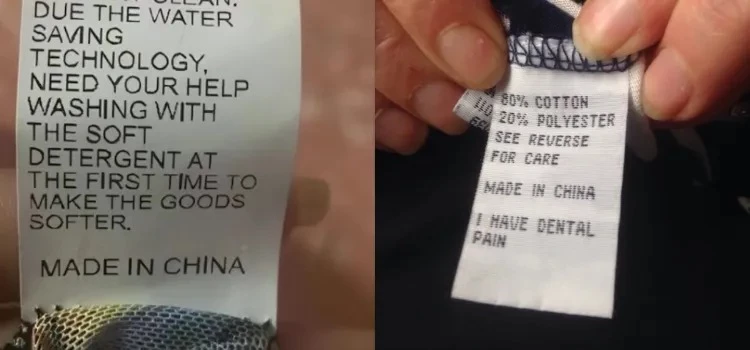 CLEAN.
DUE THE WATER
SAVING
TECHNOLOGY,
NEED YOUR HELP
WASHING WITH
THE SOFT
DETERGENT AT
THE FIRST TIME TO
MAKE THE GOODS
SOFTER.
MADE IN CHINA
80% COTTON
20% POLYESTER
SEE REVERSE
FOR CARE
MADE IN CHINA
I HAVE DENTAL
PAIN